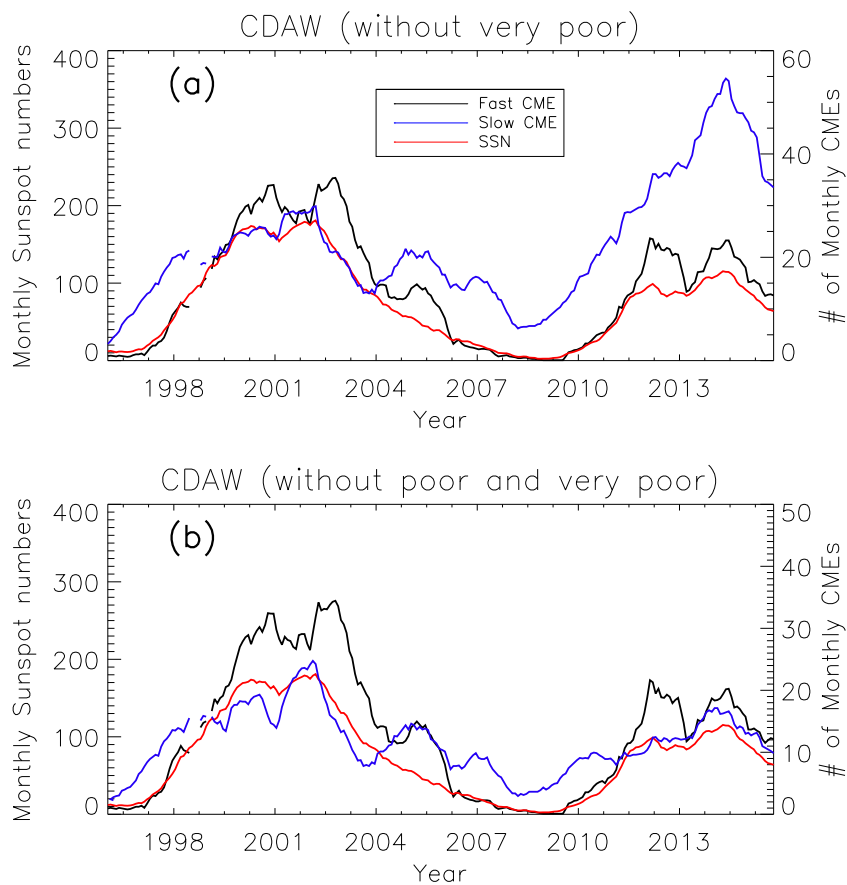 CDAW (without very poor)
(a)
Fast CME
Slow CME
SSN
Monthly Sunspot numbers
400
300
200
100
0
# of Monthly CMEs
60
40
20
0
1998 2001 2004 2007 2010 2013
Year
CDAW (without poor and very poor)
(b)
Monthly Sunspot numbers
400
300
200
100
0
# of Monthly CMEs
50
40
30
20
10
0
1998 2001 2004 2007 2010 2013
Year